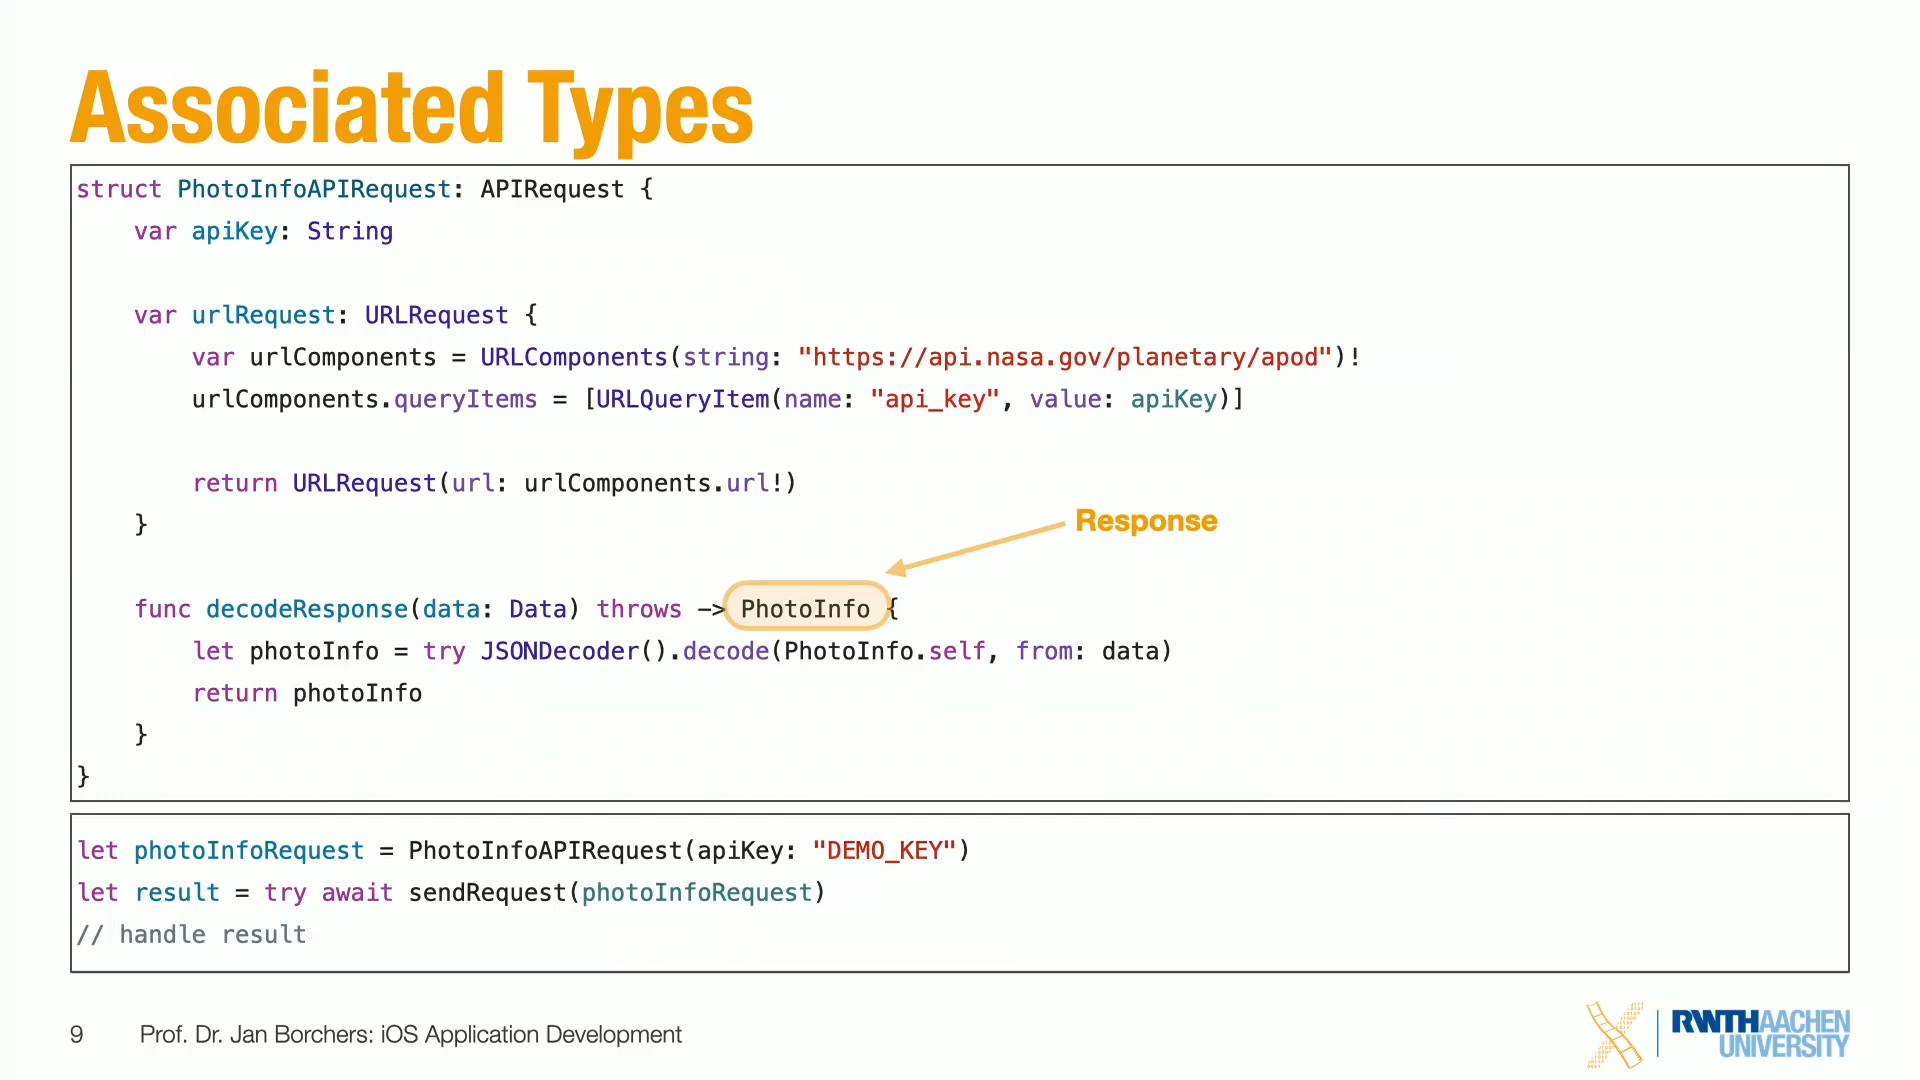 Associated Types
struct PhotoInfoAPIRequest: APIRequest {
    var apiKey: String
    var urlRequest: URLRequest {
        var urlComponents = URLComponents(string: "https://api.nasa.gov/planetary/apod")!
        urlComponents.queryItems = [URLQueryItem(name: "api_key", value: apiKey)]
        return URLRequest(url: urlComponents.url!)
    }
Response
    func decodeResponse(data: Data) throws -> PhotoInfo {
        let photoInfo = try JSONDecoder().decode(PhotoInfo.self, from: data)
        return photoInfo
    }
}
let photoInfoRequest = PhotoInfoAPIRequest(apiKey: "DEMO_KEY")
let result = try await sendRequest(photoInfoRequest)
// handle result
9 Prof. Dr. Jan Borchers: iOS Application Development
RWTHAACHEN
UNIVERSITY